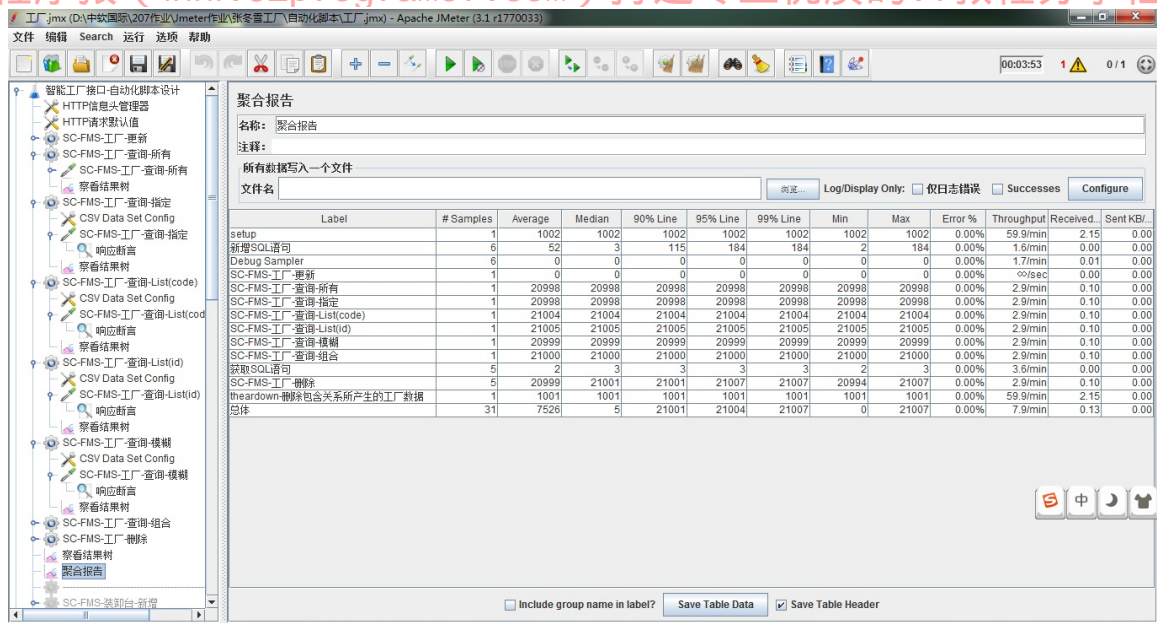 工厂.jmx (D:\中软国际\207作业\Jmeter作业\张冬雪工厂\自动化脚本\工厂.jmx) - Apache JMeter (3.1 r1770033)
文件 编辑 Search 运行 选项 帮助
00:03:53 1 0 / 1
智能工厂接口-自动化脚本设计
HTTP信息头管理器
HTTP请求默认值
SC-FMS-工厂-更新
SC-FMS-工厂-查询-所有
SC-FMS-工厂-查询-所有
察看结果树
SC-FMS-工厂-查询-指定
CSV Data Set Config
SC-FMS-工厂-查询-指定
响应断言
察看结果树
SC-FMS-工厂-查询-List(code)
CSV Data Set Config
SC-FMS-工厂-查询-List(cod
响应断言
察看结果树
SC-FMS-工厂-查询-List(id)
CSV Data Set Config
SC-FMS-工厂-查询-List(id)
响应断言
察看结果树
SC-FMS-工厂-查询-模糊
CSV Data Set Config
SC-FMS-工厂-查询-模糊
响应断言
察看结果树
SC-FMS-工厂-查询-组合
SC-FMS-工厂-删除
察看结果树
聚合报告
SC-FMS-装卸台-新增
聚合报告
名称： 聚合报告
注释：
所有数据写入一个文件
文件名 浏览... Log/Display Only: 仅日志错误 Successes Configure
Label # Samples Average Median 90% Line 95% Line 99% Line Min Max Error % Throughput Received... Sent KB/...
setup 1 1002 1002 1002 1002 1002 1002 1002 0.00% 59.9/min 2.15 0.00
新增SQL语句 6 52 3 115 184 184 2 184 0.00% 1.6/min 0.00 0.00
Debug Sampler 6 0 0 0 0 0 0 0 0.00% 1.7/min 0.01 0.00
SC-FMS-工厂-更新 1 0 0 0 0 0 0 0 0.00% ∞/sec 0.00 0.00
SC-FMS-工厂-查询-所有 1 20998 20998 20998 20998 20998 20998 20998 0.00% 2.9/min 0.10 0.00
SC-FMS-工厂-查询-指定 1 20998 20998 20998 20998 20998 20998 20998 0.00% 2.9/min 0.10 0.00
SC-FMS-工厂-查询-List(code) 1 21004 21004 21004 21004 21004 21004 21004 0.00% 2.9/min 0.10 0.00
SC-FMS-工厂-查询-List(id) 1 21005 21005 21005 21005 21005 21005 21005 0.00% 2.9/min 0.10 0.00
SC-FMS-工厂-查询-模糊 1 20999 20999 20999 20999 20999 20999 20999 0.00% 2.9/min 0.10 0.00
SC-FMS-工厂-查询-组合 1 21000 21000 21000 21000 21000 21000 21000 0.00% 2.9/min 0.10 0.00
获取SQL语句 5 2 3 3 3 3 2 3 0.00% 3.6/min 0.00 0.00
SC-FMS-工厂-删除 5 20999 21001 21001 21007 21007 20994 21007 0.00% 2.9/min 0.10 0.00
theardown-删除包含关系所产生的工厂数据 1 1001 1001 1001 1001 1001 1001 1001 0.00% 59.9/min 2.15 0.00
总体 31 7526 5 21001 21004 21007 0 21007 0.00% 7.9/min 0.13 0.00
中
Include group name in label? Save Table Data Save Table Header